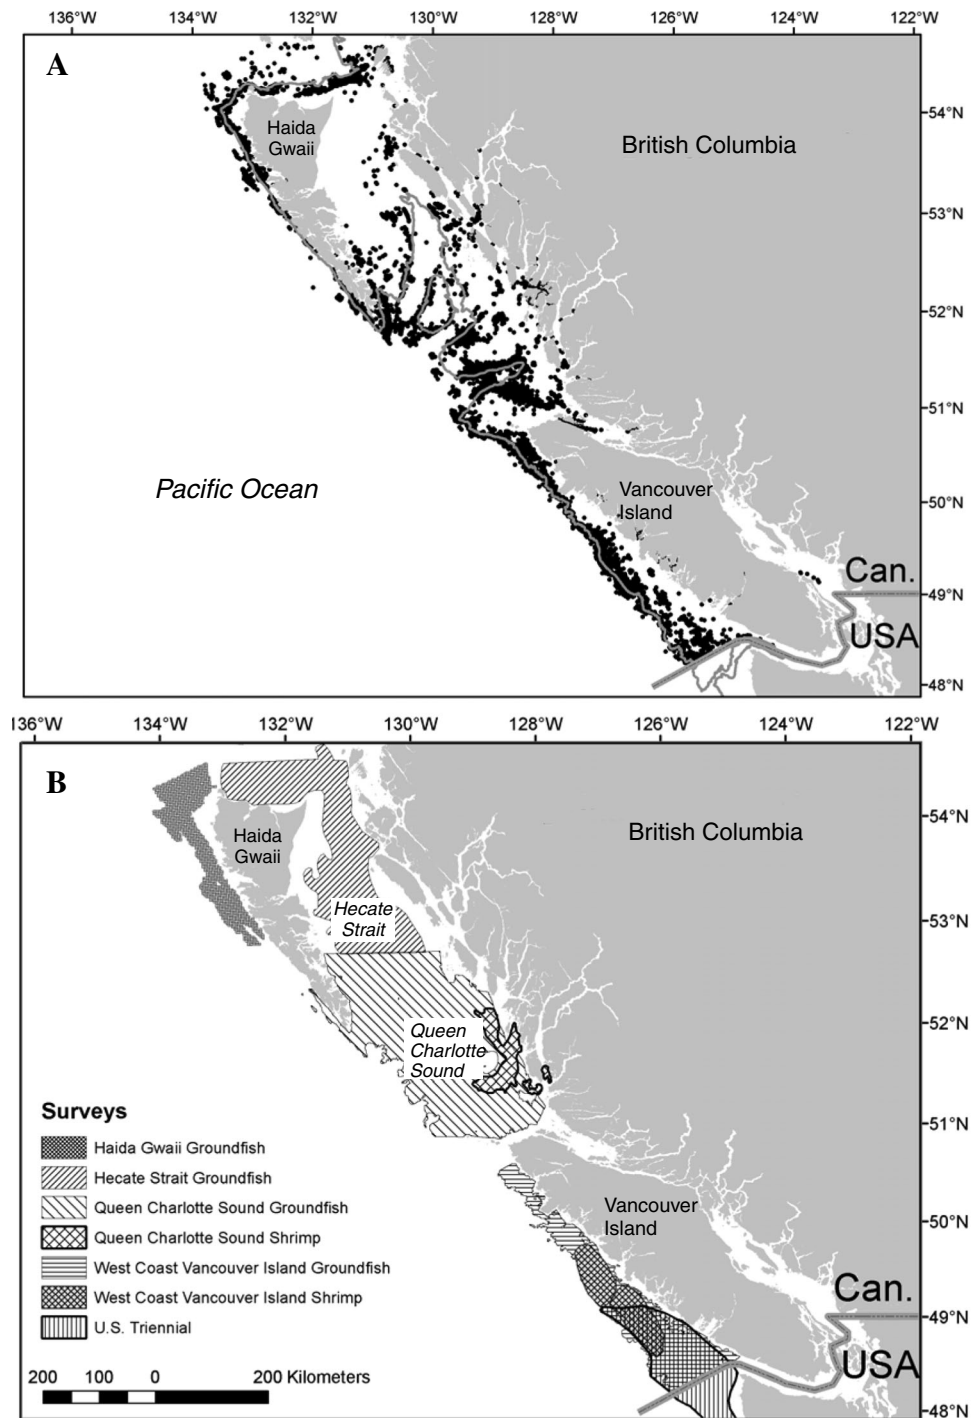 136°W 134°W 132°W 130°W 128°W 126°W 124°W 122°W
A
54°N
Haida
Gwaii
British Columbia
53°N
52°N
51°N
Pacific Ocean
Vancouver
Island
50°N
Can.
49°N
USA
48°N
136°W 134°W 132°W 130°W 128°W 126°W 124°W 122°W
B
54°N
Haida
Gwaii
British Columbia
Hecate
Strait
53°N
52°N
Queen
Charlotte
Sound
51°N
Surveys
Haida Gwaii Groundfish
Hecate Strait Groundfish
Queen Charlotte Sound Groundfish
Queen Charlotte Sound Shrimp
West Coast Vancouver Island Groundfish
West Coast Vancouver Island Shrimp
U.S. Triennial
Vancouver
Island
50°N
Can.
49°N
USA
200 100 0 200 Kilometers
48°N